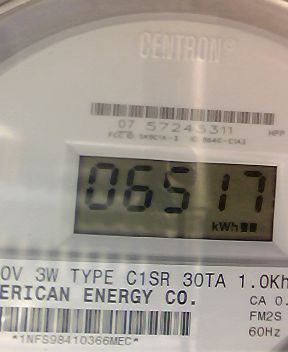 CENTRON®
07 57243311
HPP
06517
kWh
0V 3W TYPE C1SR 30TA 1.0Kh
ERICAN ENERGY CO. CA 0.
FM2S
60Hz
*1NFS98410366MEC*